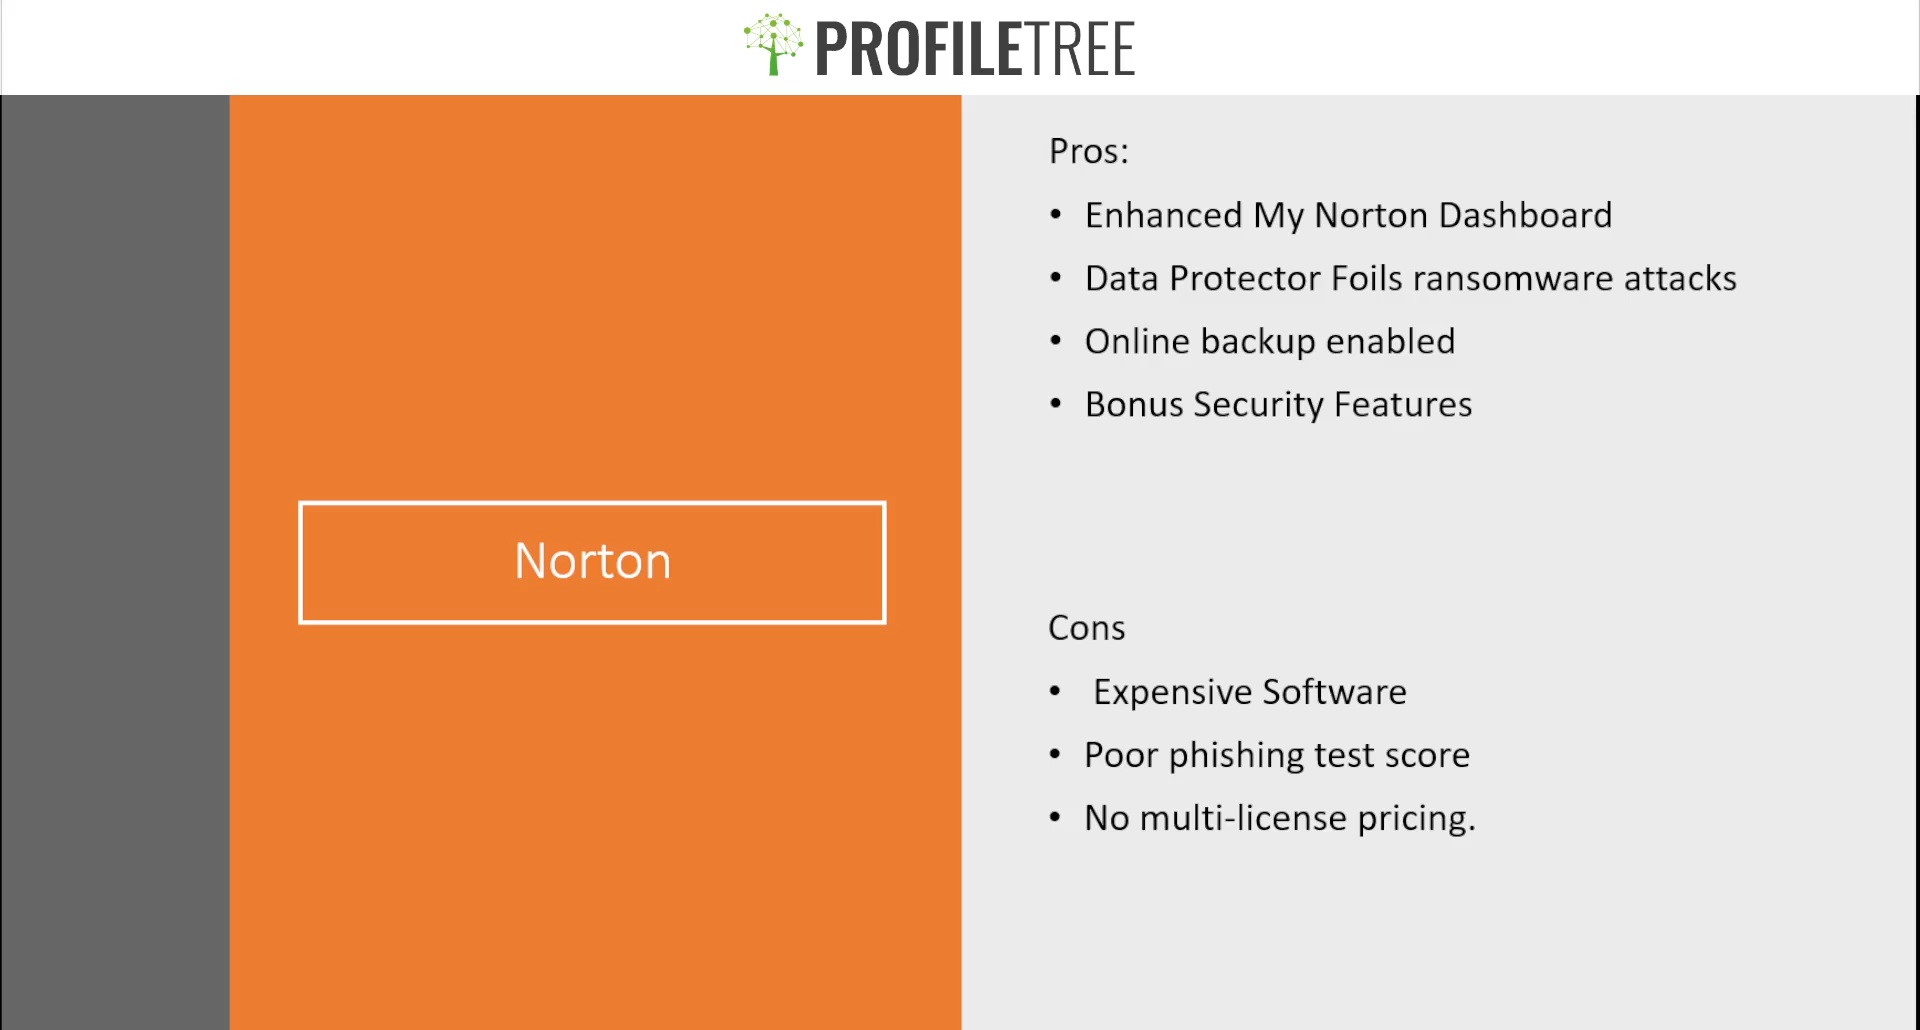 PROFILETREE
Norton
Pros:
• Enhanced My Norton Dashboard
• Data Protector Foils ransomware attacks
• Online backup enabled
• Bonus Security Features
Cons
• Expensive Software
• Poor phishing test score
• No multi-license pricing.